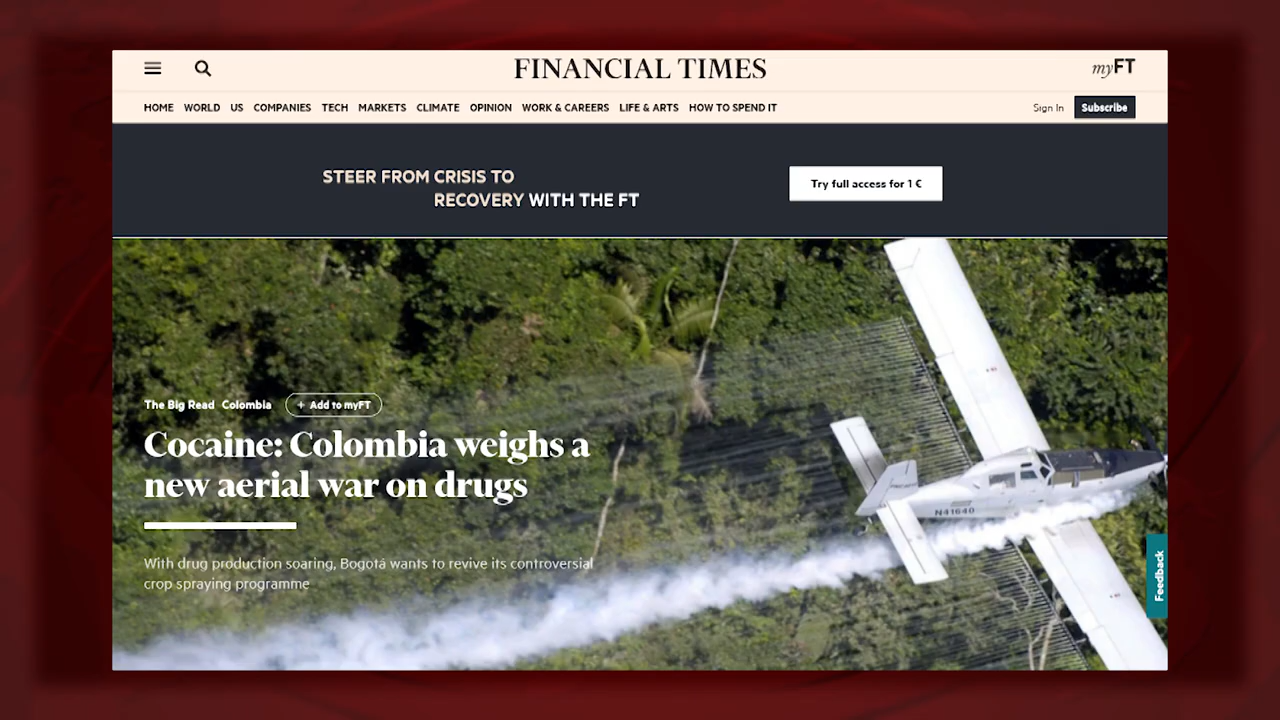 FINANCIAL TIMES
myFT
HOME WORLD US COMPANIES TECH MARKETS CLIMATE OPINION WORK & CAREERS LIFE & ARTS HOW TO SPEND IT
Sign In Subscribe
STEER FROM CRISIS TO
RECOVERY WITH THE FT
Try full access for 1 €
The Big Read Colombia + Add to myFT
Cocaine: Colombia weighs a
new aerial war on drugs
With drug production soaring, Bogotá wants to revive its controversial
crop spraying programme
N41640
Feedback